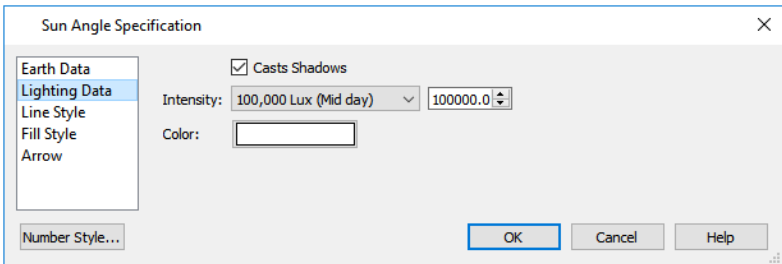 Sun Angle Specification
Earth Data
Lighting Data
Line Style
Fill Style
Arrow
Casts Shadows
Intensity: 100,000 Lux (Mid day) 100000.0
Color:
Number Style... OK Cancel Help